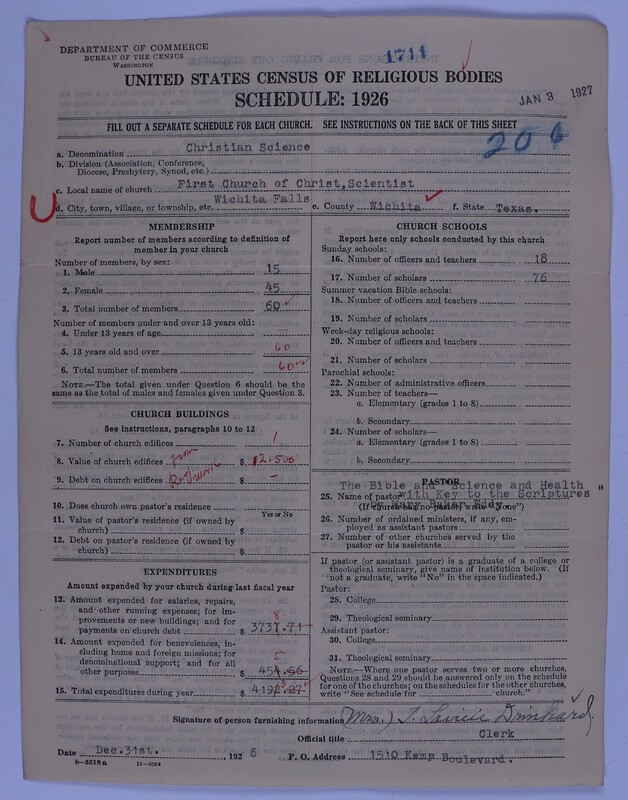 DEPARTMENT OF COMMERCE
BUREAU OF THE CENSUS
WASHINGTON
1711
UNITED STATES CENSUS OF RELIGIOUS BODIES
SCHEDULE: 1926
JAN 3 1927
FILL OUT A SEPARATE SCHEDULE FOR EACH CHURCH. SEE INSTRUCTIONS ON THE BACK OF THIS SHEET
206
a. Denomination Christian Science
b. Division (Association, Conference, Diocese, Presbytery, Synod, etc.)
c. Local name of church First Church of Christ,Scientist
d. City, town, village, or township, etc. Wichita Falls e. County Wichita f. State Texas.
MEMBERSHIP
Report number of members according to definition of
member in your church
Number of members, by sex:
1. Male 15
2. Female 45
3. Total number of members 60
Number of members under and over 13 years old:
4. Under 13 years of age
5. 13 years old and over 60
6. Total number of members 60
NOTE.—The total given under Question 6 should be the
same as the total of males and females given under Question 3.
CHURCH BUILDINGS
See instructions, paragraphs 10 to 12
7. Number of church edifices 1
8. Value of church edifices from $ 12,500
9. Debt on church edifices $ -
10. Does church own pastor's residence
Yes or No
11. Value of pastor's residence (if owned by
church) $
12. Debt on pastor's residence (if owned by
church) $
EXPENDITURES
Amount expended by your church during last fiscal year
13. Amount expended for salaries, repairs,
and other running expenses; for im-
provements or new buildings; and for
payments on church debt $ 3737.71 8
14. Amount expended for benevolences, in-
cluding home and foreign missions; for
denominational support; and for all
other purposes $ 454.56 5
15. Total expenditures during year $ 4192.27 3
CHURCH SCHOOLS
Report here only schools conducted by this church
Sunday schools:
16. Number of officers and teachers 18
17. Number of scholars 76
Summer vacation Bible schools:
18. Number of officers and teachers
19. Number of scholars
Week-day religious schools:
20. Number of officers and teachers
21. Number of scholars
Parochial schools:
22. Number of administrative officers
23. Number of teachers—
a. Elementary (grades 1 to 8)
b. Secondary
24. Number of scholars—
a. Elementary (grades 1 to 8)
b. Secondary
PASTOR
The Bible and "Science and Health
25. Name of pastor with Key to the Scriptures"
(If church has no pastor, write "None") by Mary Baker Eddy.
26. Number of ordained ministers, if any, em-
ployed as assistant pastors
27. Number of other churches served by the
pastor or his assistants
If pastor (or assistant pastor) is a graduate of a college or
theological seminary, give name of institution below. (If
not a graduate, write "No" in the space indicated.)
Pastor:
28. College
29. Theological seminary
Assistant pastor:
30. College
31. Theological seminary
NOTE.—Where one pastor serves two or more churches,
Questions 28 and 29 should be answered only on the schedule
for one of the churches; on the schedules for the other churches,
write "See schedule for church."
Signature of person furnishing information (Mrs.)
Official title Clerk
Date Dec.31st. , 192 6 P. O. Address 1510 Kemp Boulevard.
8—5518a 11—9034